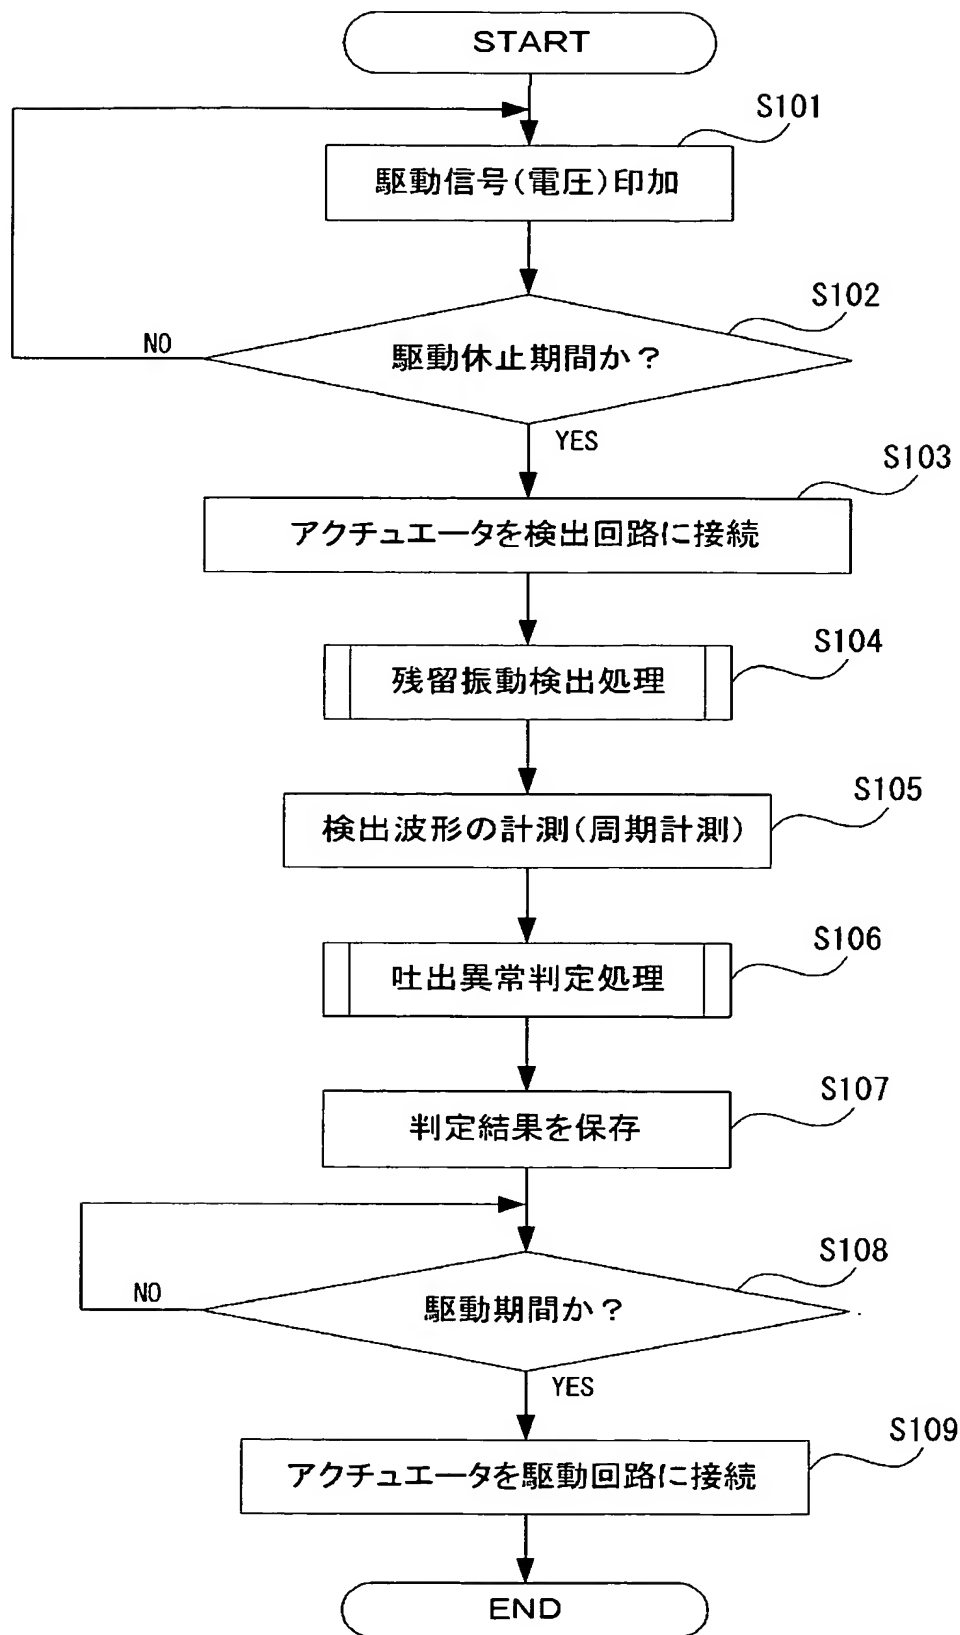 START
S101
駆動信号(電圧)印加
S102
駆動休止期間か?
NO
YES
S103
アクチュエータを検出回路に接続
S104
残留振動検出処理
S105
検出波形の計測(周期計測)
S106
吐出異常判定処理
S107
判定結果を保存
S108
駆動期間か?
NO
YES
S109
アクチュエータを駆動回路に接続
END